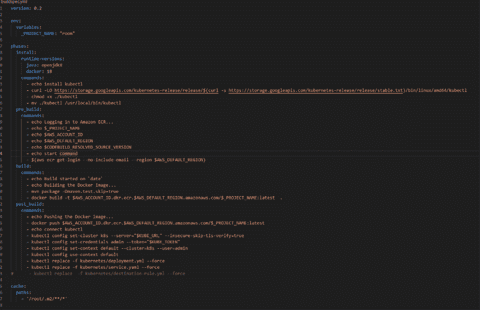 buildspec.yml
version: 0.2
env:
variables:
_PROJECT_NAME: "room"
phases:
install:
runtime-versions:
java: openjdk8
docker: 18
commands:
- echo install kubectl
- curl -LO https://storage.googleapis.com/kubernetes-release/release/$(curl -s https://storage.googleapis.com/kubernetes-release/release/stable.txt)/bin/linux/amd64/kubectl
- chmod +x ./kubectl
- mv ./kubectl /usr/local/bin/kubectl
pre_build:
commands:
- echo Logging in to Amazon ECR...
- echo $_PROJECT_NAME
- echo $AWS_ACCOUNT_ID
- echo $AWS_DEFAULT_REGION
- echo $CODEBUILD_RESOLVED_SOURCE_VERSION
- echo start command
- $(aws ecr get-login --no-include-email --region $AWS_DEFAULT_REGION)
build:
commands:
- echo Build started on `date`
- echo Building the Docker image...
- mvn package -Dmaven.test.skip=true
- docker build -t $AWS_ACCOUNT_ID.dkr.ecr.$AWS_DEFAULT_REGION.amazonaws.com/$_PROJECT_NAME:latest .
post_build:
commands:
- echo Pushing the Docker image...
- docker push $AWS_ACCOUNT_ID.dkr.ecr.$AWS_DEFAULT_REGION.amazonaws.com/$_PROJECT_NAME:latest
- echo connect kubectl
- kubectl config set-cluster k8s --server="$KUBE_URL" --insecure-skip-tls-verify=true
- kubectl config set-credentials admin --token="$KUBE_TOKEN"
- kubectl config set-context default --cluster=k8s --user=admin
- kubectl config use-context default
- kubectl replace -f kubernetes/deployment.yml --force
- kubectl replace -f kubernetes/service.yaml --force
# - kubectl replace -f kubernetes/destination-rule.yml --force
cache:
paths:
- '/root/.m2/**/*'